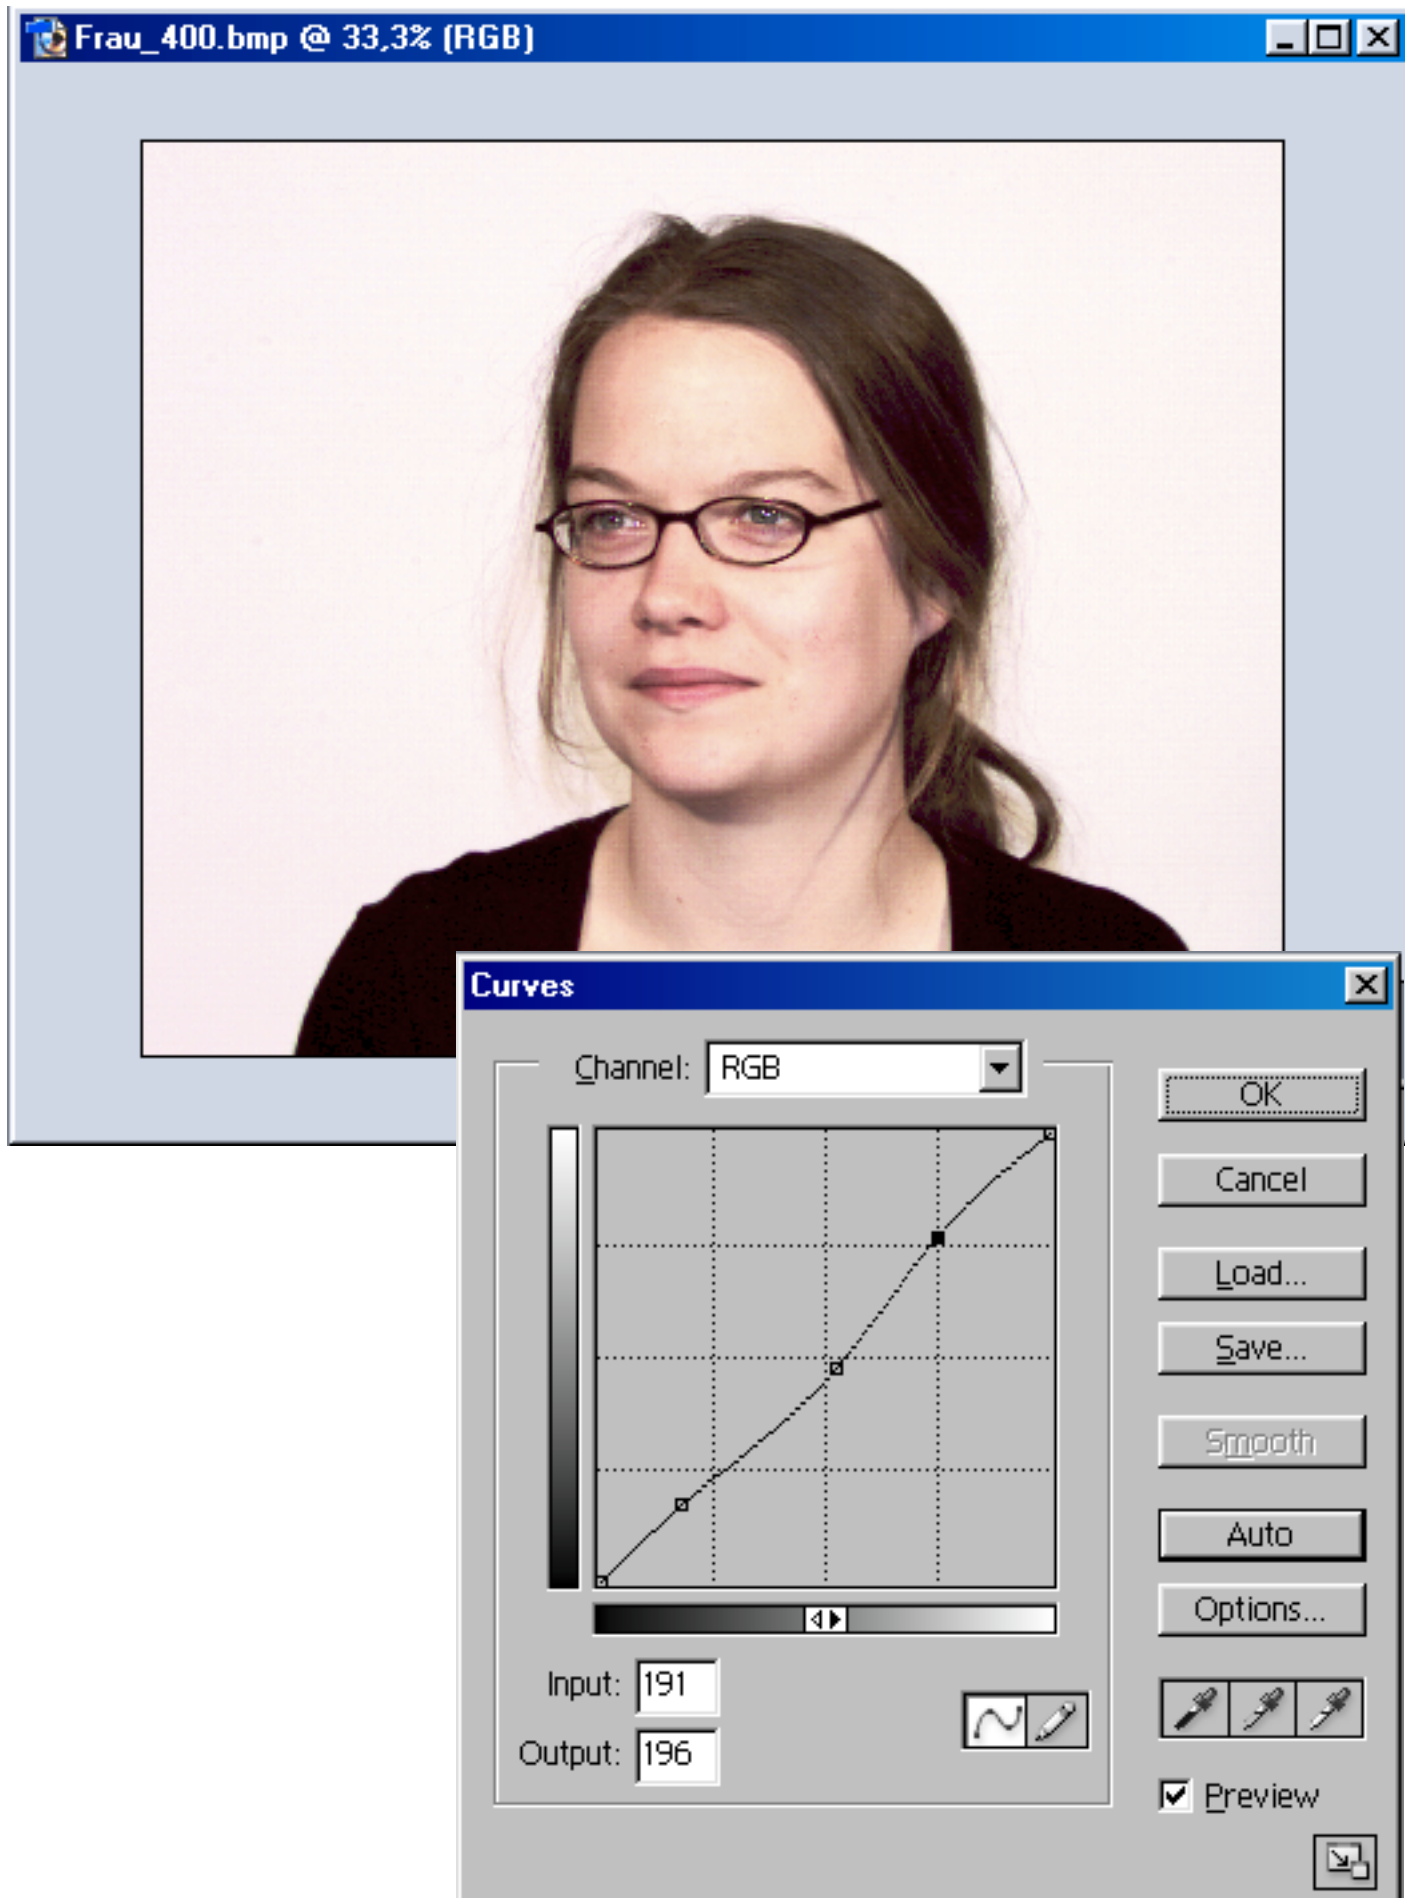 Frau_400.bmp @ 33,3% (RGB)
Curves
Channel: RGB
OK
Cancel
Load...
Save...
Smooth
Auto
Options...
Input: 191
Output: 196
Preview